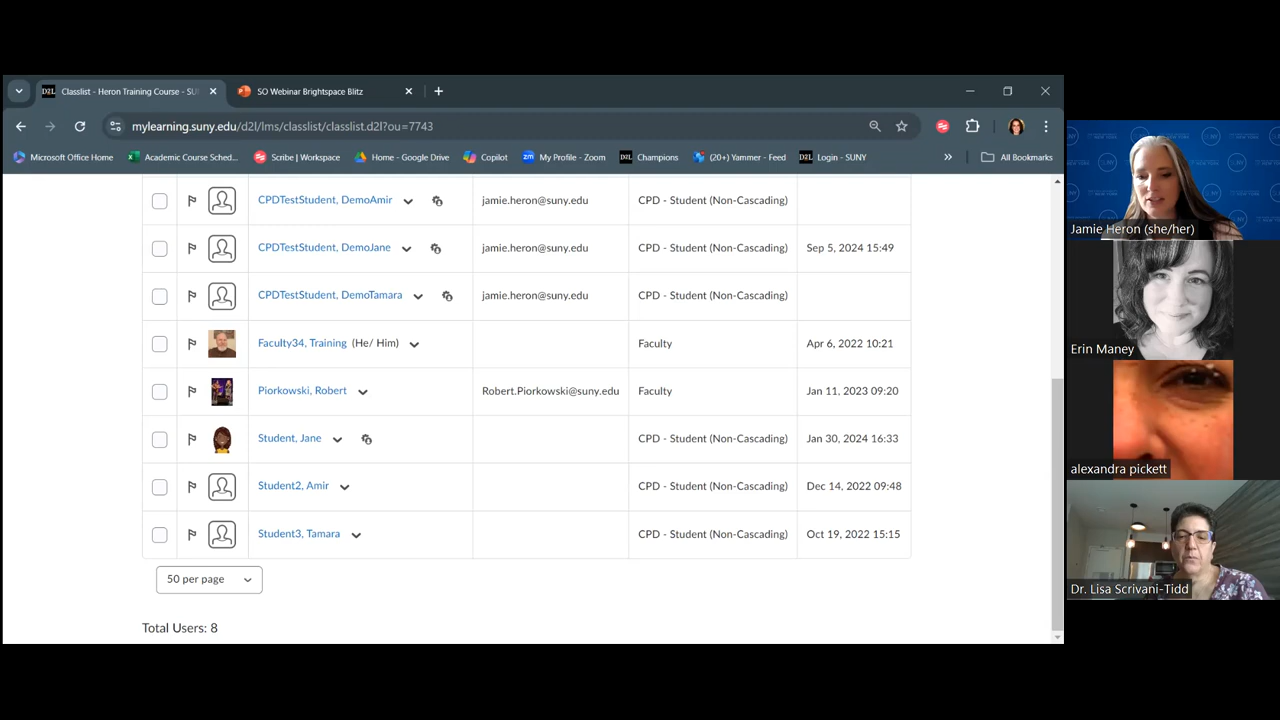 Classlist - Heron Training Course - SU
SO Webinar Brightspace Blitz
mylearning.suny.edu/d2l/lms/classlist/classlist.d2l?ou=7743
Microsoft Office Home
Academic Course Sched...
Scribe | Workspace
Home - Google Drive
Copilot
My Profile - Zoom
Champions
(20+) Yammer - Feed
Login - SUNY
All Bookmarks
CPDTestStudent, DemoAmir jamie.heron@suny.edu CPD - Student (Non-Cascading)
CPDTestStudent, DemoJane jamie.heron@suny.edu CPD - Student (Non-Cascading) Sep 5, 2024 15:49
CPDTestStudent, DemoTamara jamie.heron@suny.edu CPD - Student (Non-Cascading)
Faculty34, Training (He/ Him) Faculty Apr 6, 2022 10:21
Piorkowski, Robert Robert.Piorkowski@suny.edu Faculty Jan 11, 2023 09:20
Student, Jane CPD - Student (Non-Cascading) Jan 30, 2024 16:33
Student2, Amir CPD - Student (Non-Cascading) Dec 14, 2022 09:48
Student3, Tamara CPD - Student (Non-Cascading) Oct 19, 2022 15:15
50 per page
Total Users: 8
Jamie Heron (she/her)
Erin Maney
alexandra pickett
Dr. Lisa Scrivani-Tidd